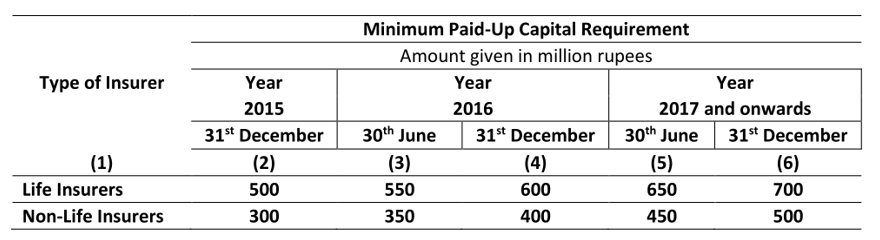 Minimum Paid-Up Capital Requirement
Amount given in million rupees
Type of Insurer Year Year Year
2015 2016 2017 and onwards
31st December 30th June 31st December 30th June 31st December
(1) (2) (3) (4) (5) (6)
Life Insurers 500 550 600 650 700
Non-Life Insurers 300 350 400 450 500